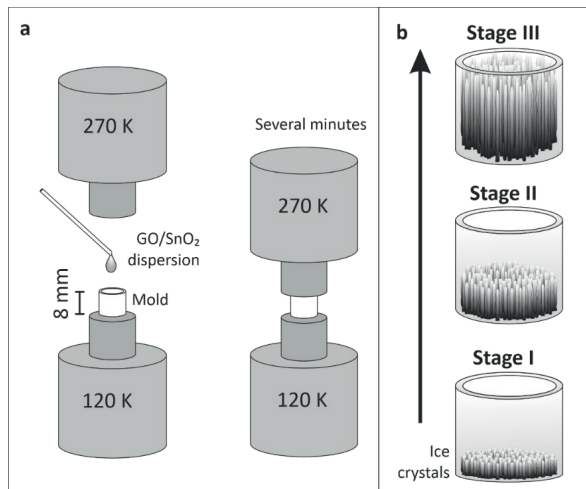 a
270 K
GO/SnO₂
dispersion
8 mm
Mold
120 K
Several minutes
270 K
120 K
b
Stage III
Stage II
Stage I
Ice
crystals